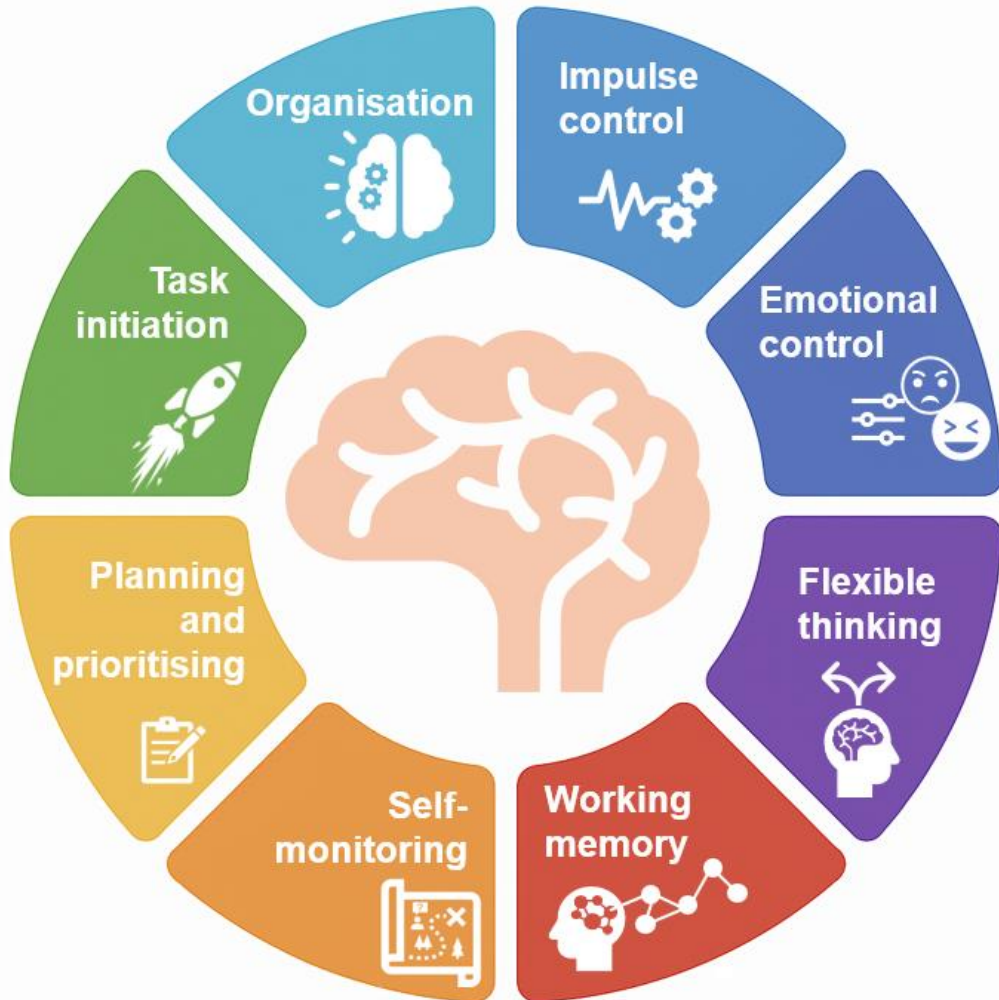 Organisation
Impulse
control
Emotional
control
Flexible
thinking
Working
memory
Self-
monitoring
Planning
and
prioritising
Task
initiation